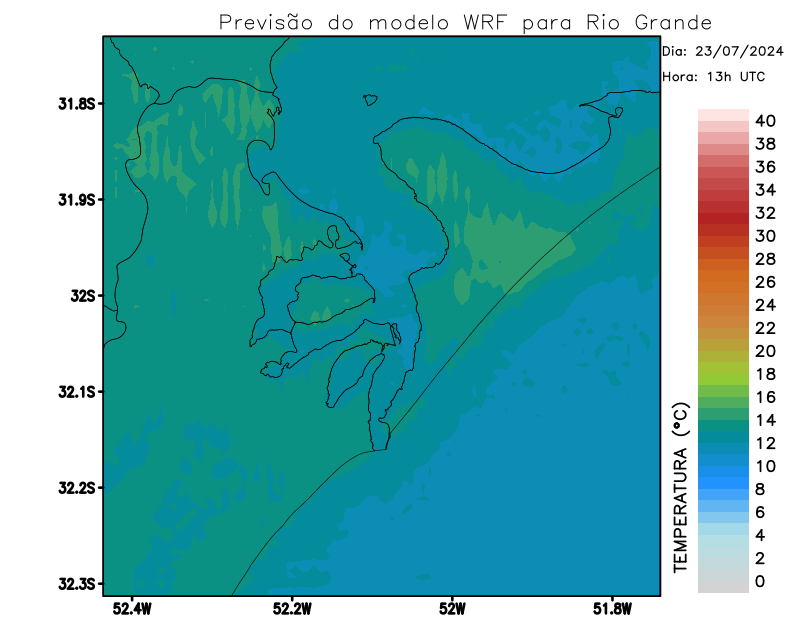 Previsão do modelo WRF para Rio Grande
Dia: 23/07/2024
Hora: 13h UTC
31.8S
31.9S
32S
32.1S
32.2S
32.3S
52.4W
52.2W
52W
51.8W
TEMPERATURA (°C)
40
38
36
34
32
30
28
26
24
22
20
18
16
14
12
10
8
6
4
2
0